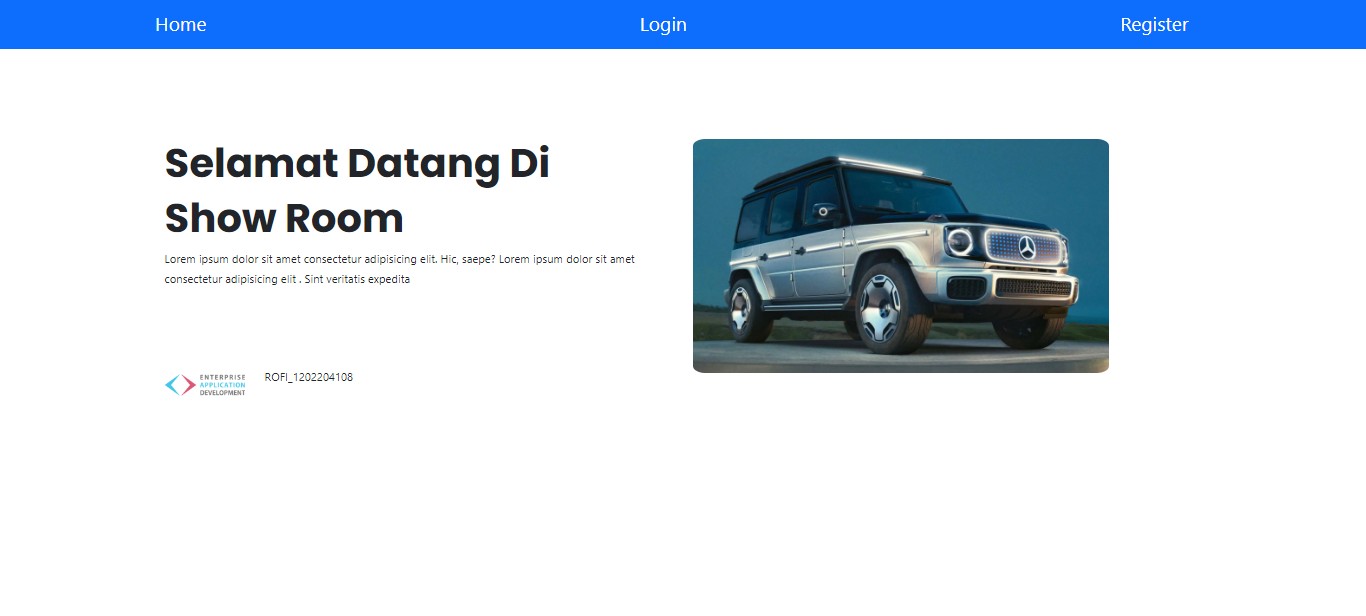 Home
Login
Register
Selamat Datang Di
Show Room
Lorem ipsum dolor sit amet consectetur adipisicing elit. Hic, saepe? Lorem ipsum dolor sit amet
consectetur adipisicing elit . Sint veritatis expedita
ENTERPRISE
APPLICATION
DEVELOPMENT
ROFI_1202204108